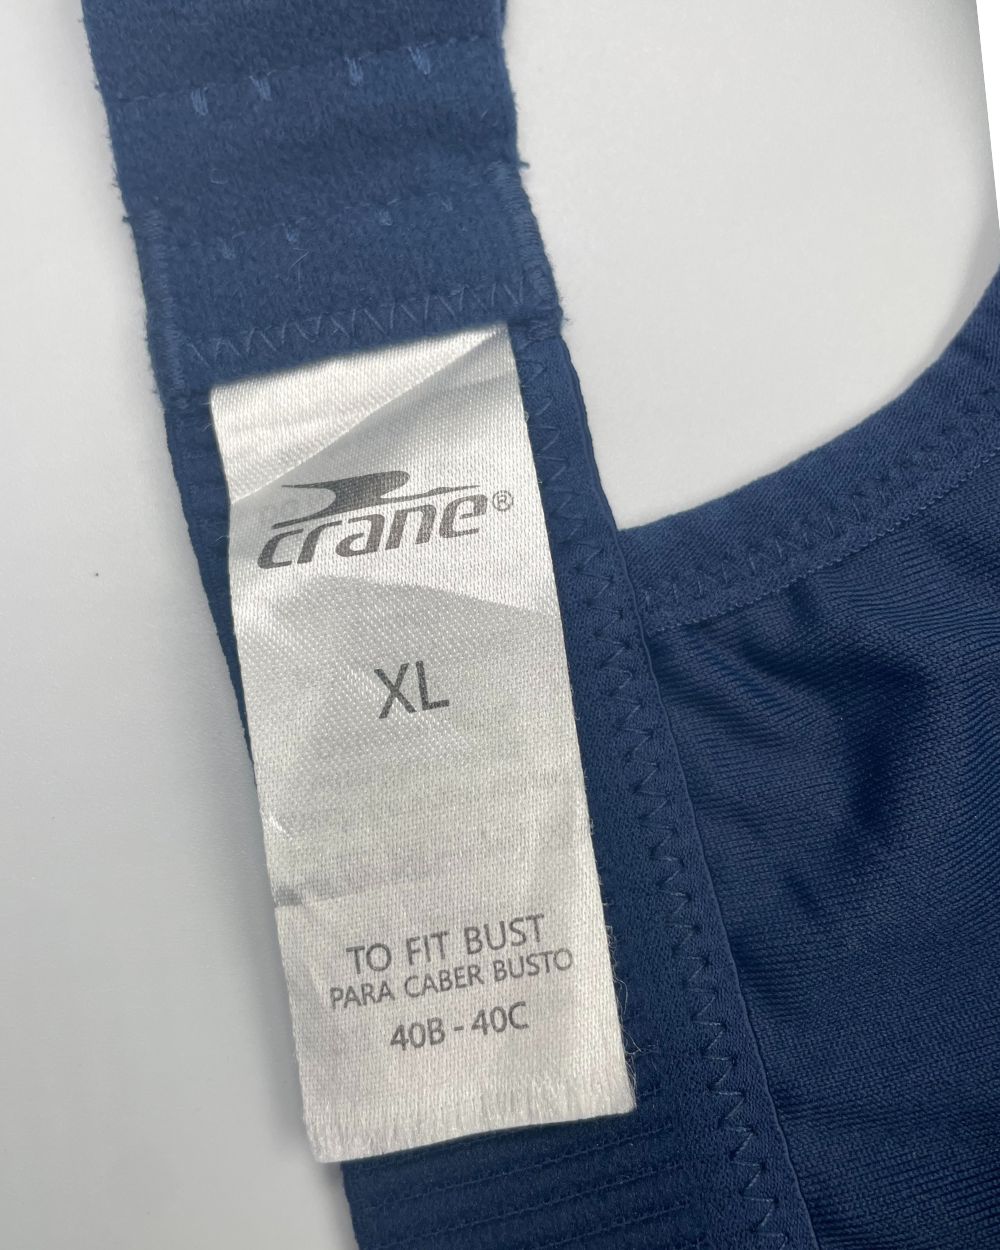 crane®
XL
TO FIT BUST
PARA CABER BUSTO
40B - 40C